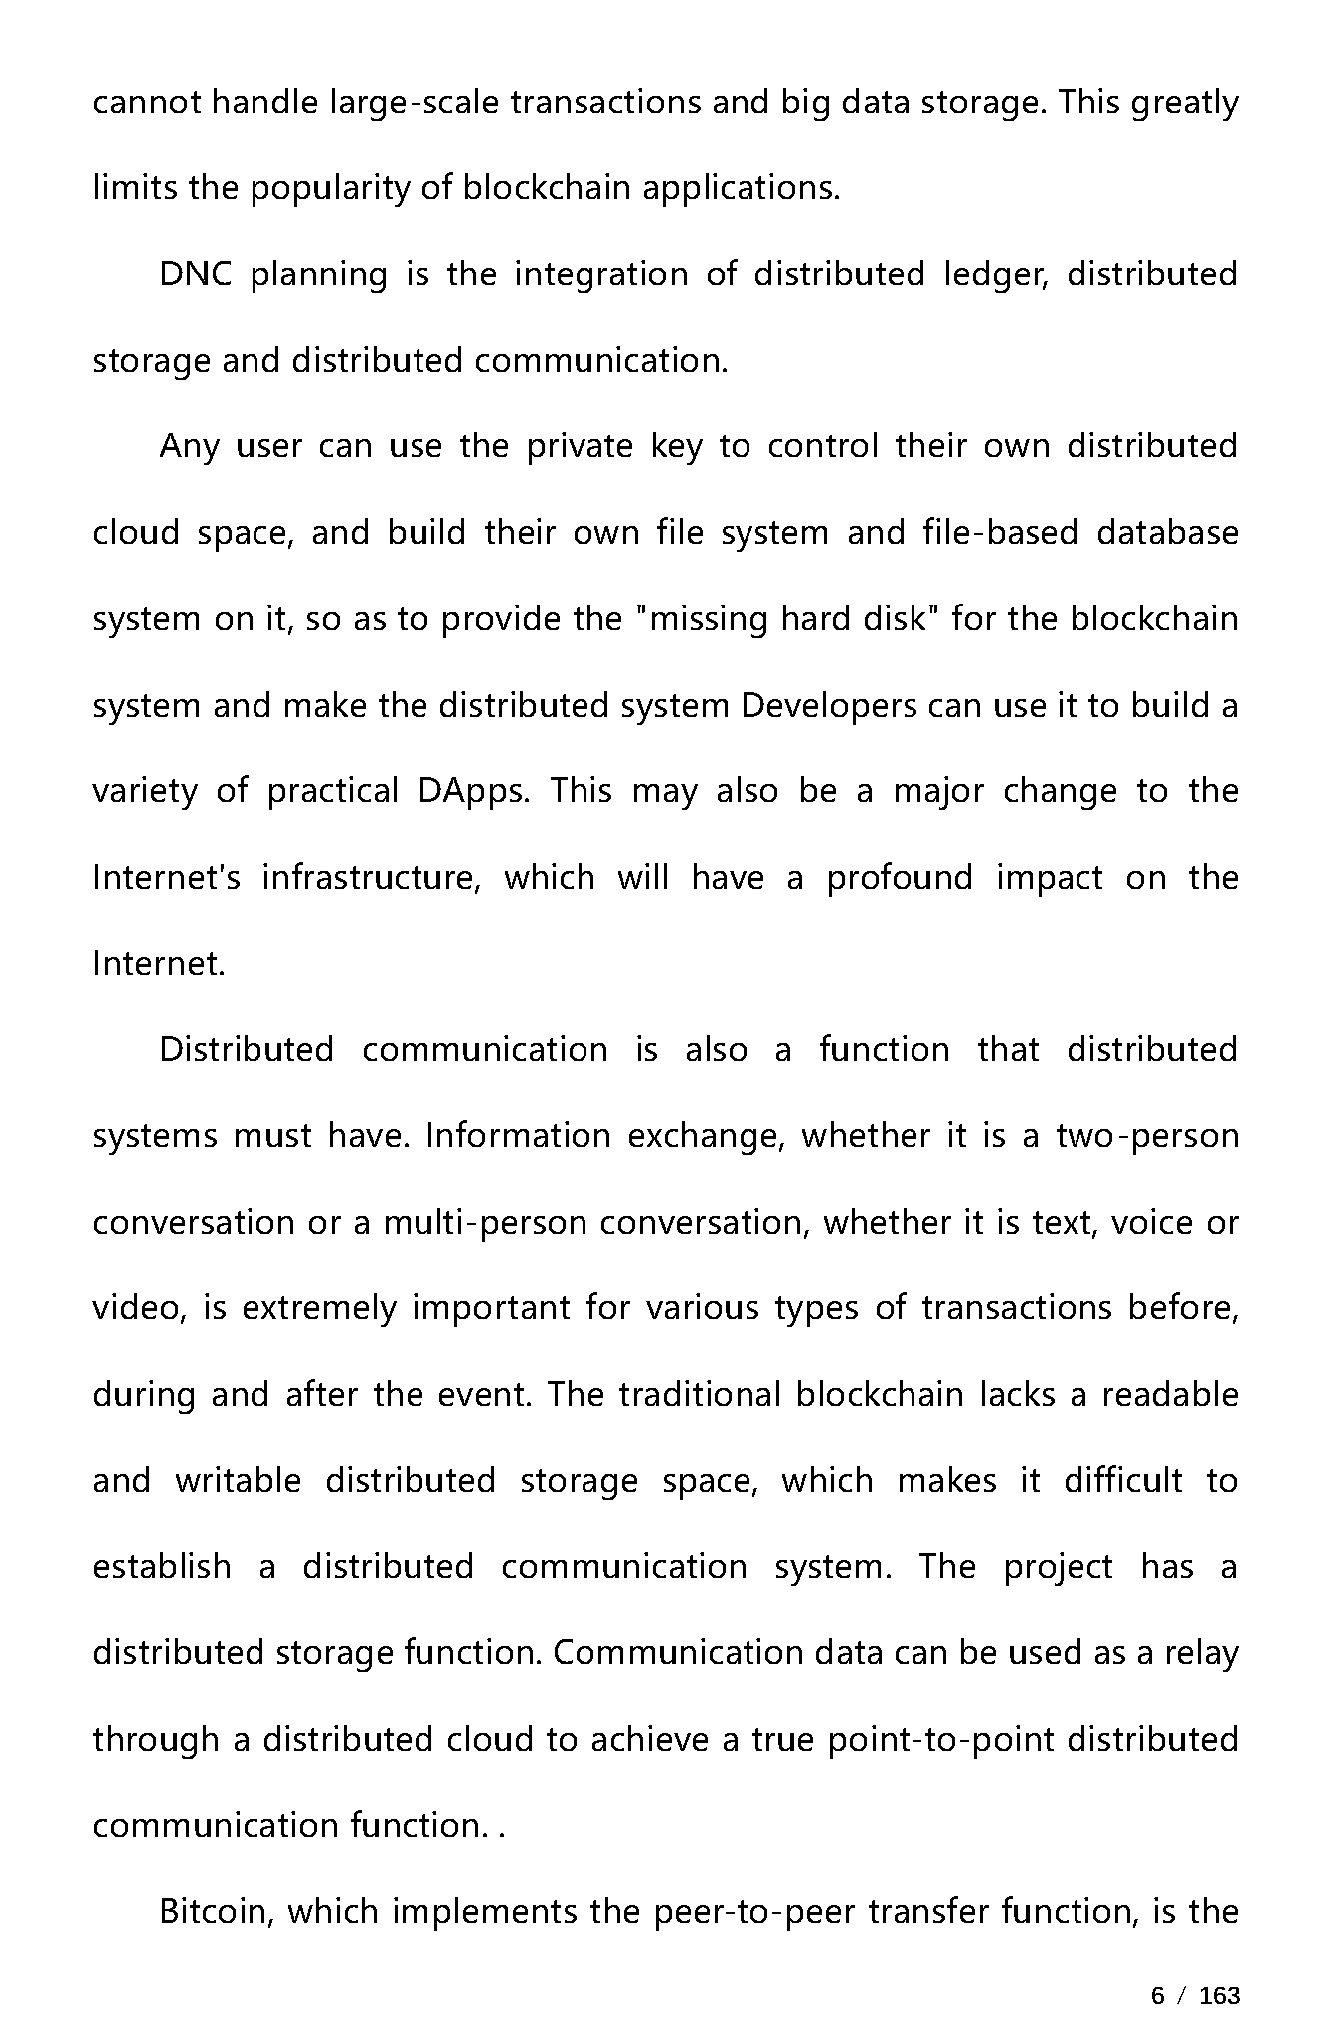 cannot handle large-scale transactions and big data storage. This greatly
limits the popularity of blockchain applications.
DNC planning is the integration of distributed ledger, distributed
storage and distributed communication.
Any user can use the private key to control their own distributed
cloud space, and build their own file system and file-based database
system on it, so as to provide the "missing hard disk" for the blockchain
system and make the distributed system Developers can use it to build a
variety of practical DApps. This may also be a major change to the
Internet's infrastructure, which will have a profound impact on the
Internet.
Distributed communication is also a function that distributed
systems must have. Information exchange, whether it is a two-person
conversation or a multi-person conversation, whether it is text, voice or
video, is extremely important for various types of transactions before,
during and after the event. The traditional blockchain lacks a readable
and writable distributed storage space, which makes it difficult to
establish a distributed communication system. The project has a
distributed storage function. Communication data can be used as a relay
through a distributed cloud to achieve a true point-to-point distributed
communication function. .
Bitcoin, which implements the peer-to-peer transfer function, is the
6 / 163